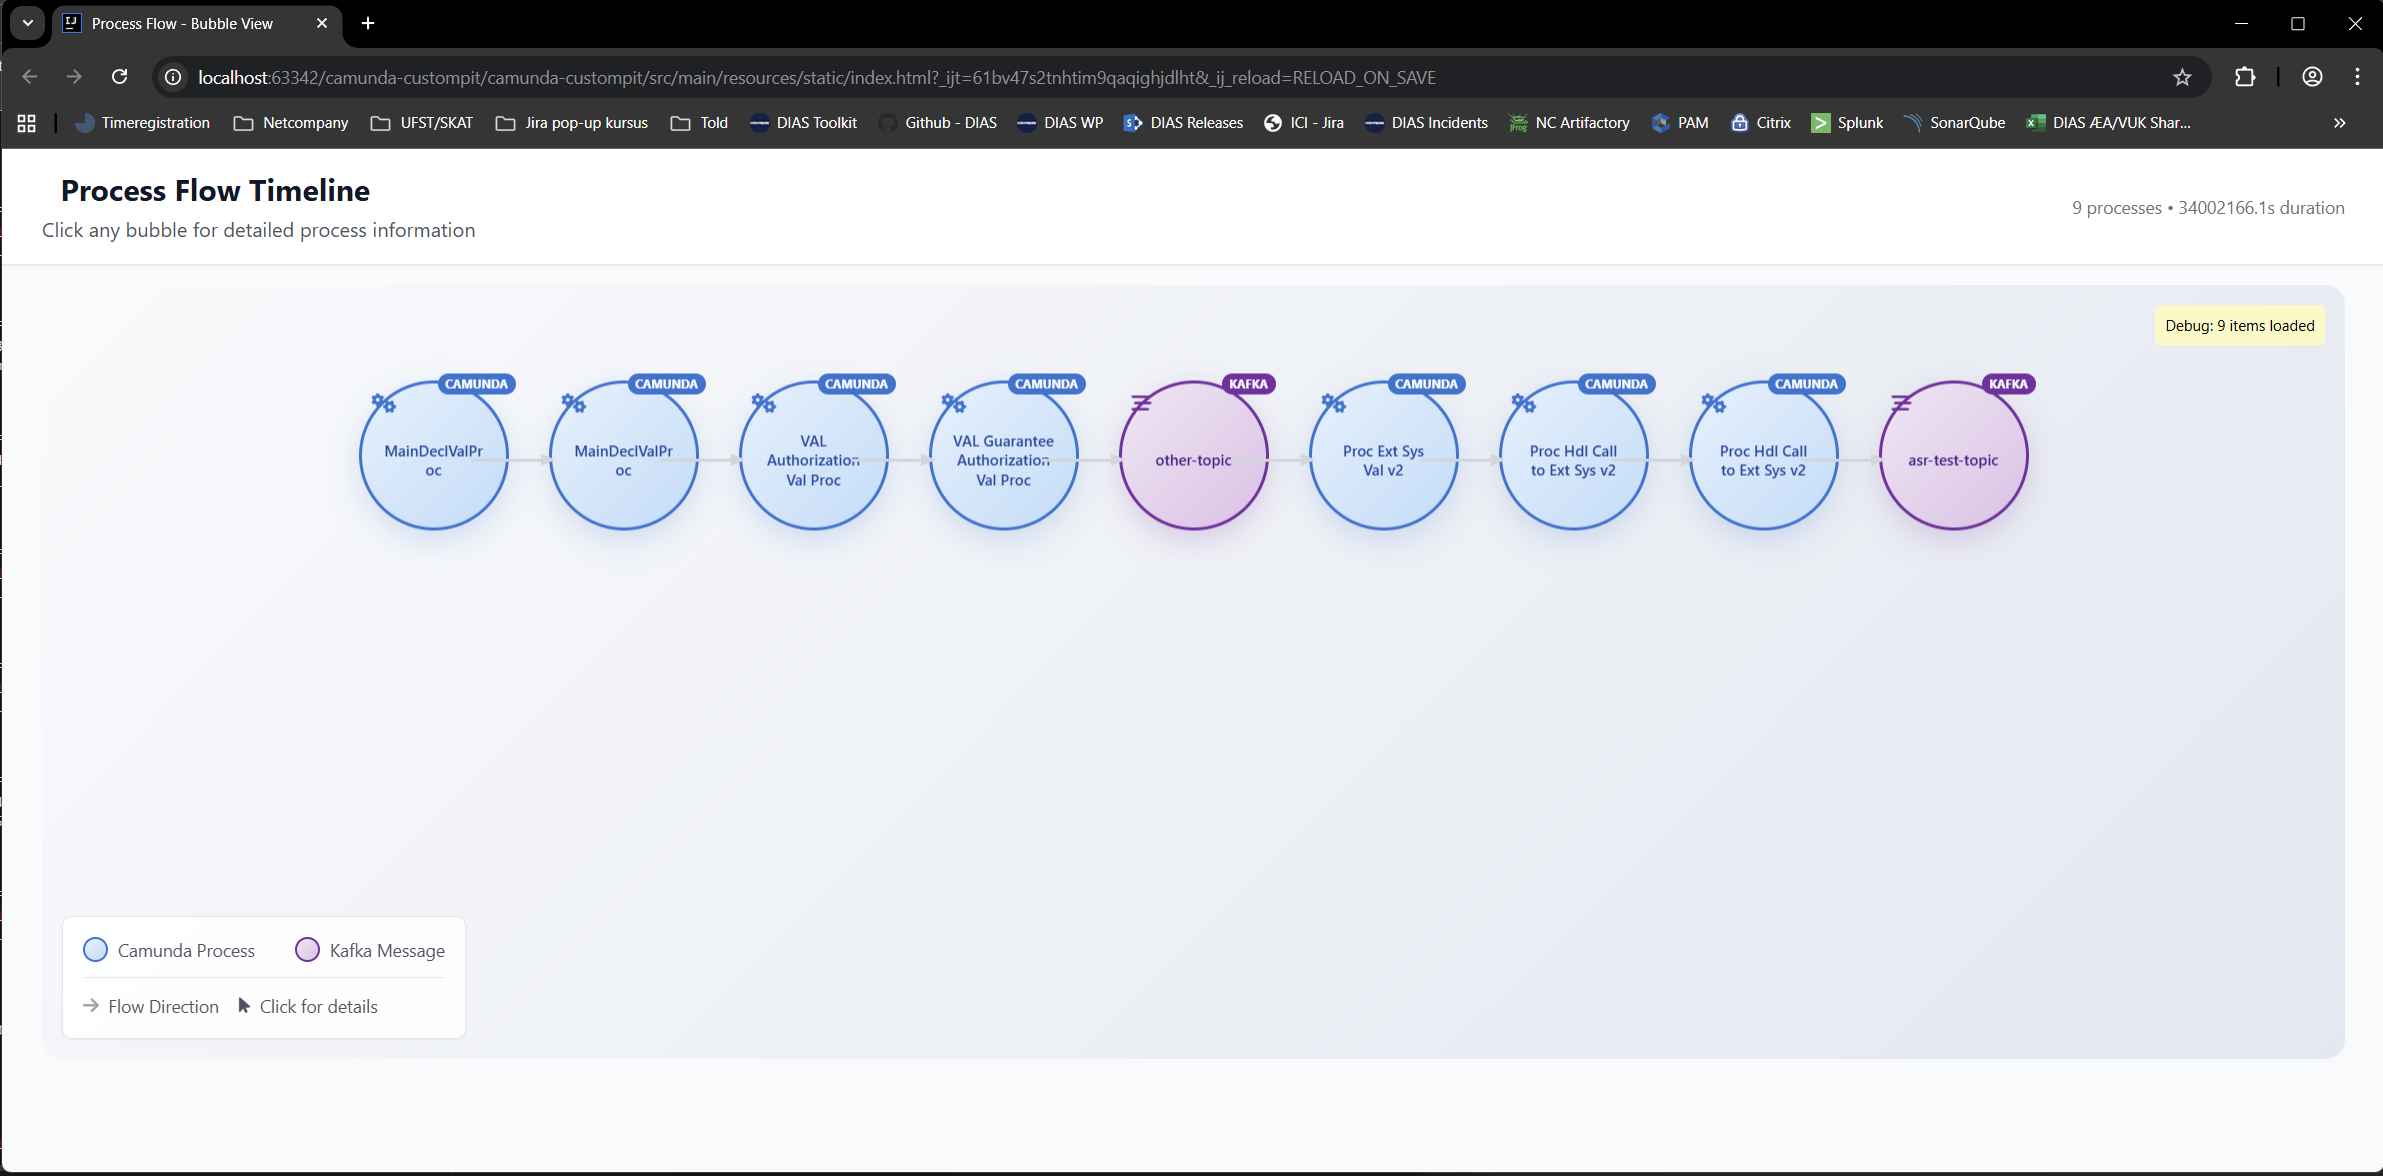 Process Flow - Bubble View
localhost:63342/camunda-custompit/camunda-custompit/src/main/resources/static/index.html?_ijt=61bv47s2tnhtim9qaqighjdlht&_ij_reload=RELOAD_ON_SAVE
Timeregistration
Netcompany
UFST/SKAT
Jira pop-up kursus
Told
DIAS Toolkit
Github - DIAS
DIAS WP
DIAS Releases
ICI - Jira
DIAS Incidents
NC Artifactory
PAM
Citrix
Splunk
SonarQube
DIAS ÆA/VUK Shar...
Process Flow Timeline
Click any bubble for detailed process information
9 processes • 34002166.1s duration
Debug: 9 items loaded
CAMUNDA
MainDeclValPr
oc
CAMUNDA
MainDeclValPr
oc
CAMUNDA
VAL
Authorization
Val Proc
CAMUNDA
VAL Guarantee
Authorization
Val Proc
KAFKA
other-topic
CAMUNDA
Proc Ext Sys
Val v2
CAMUNDA
Proc Hdl Call
to Ext Sys v2
CAMUNDA
Proc Hdl Call
to Ext Sys v2
KAFKA
asr-test-topic
Camunda Process
Kafka Message
Flow Direction
Click for details